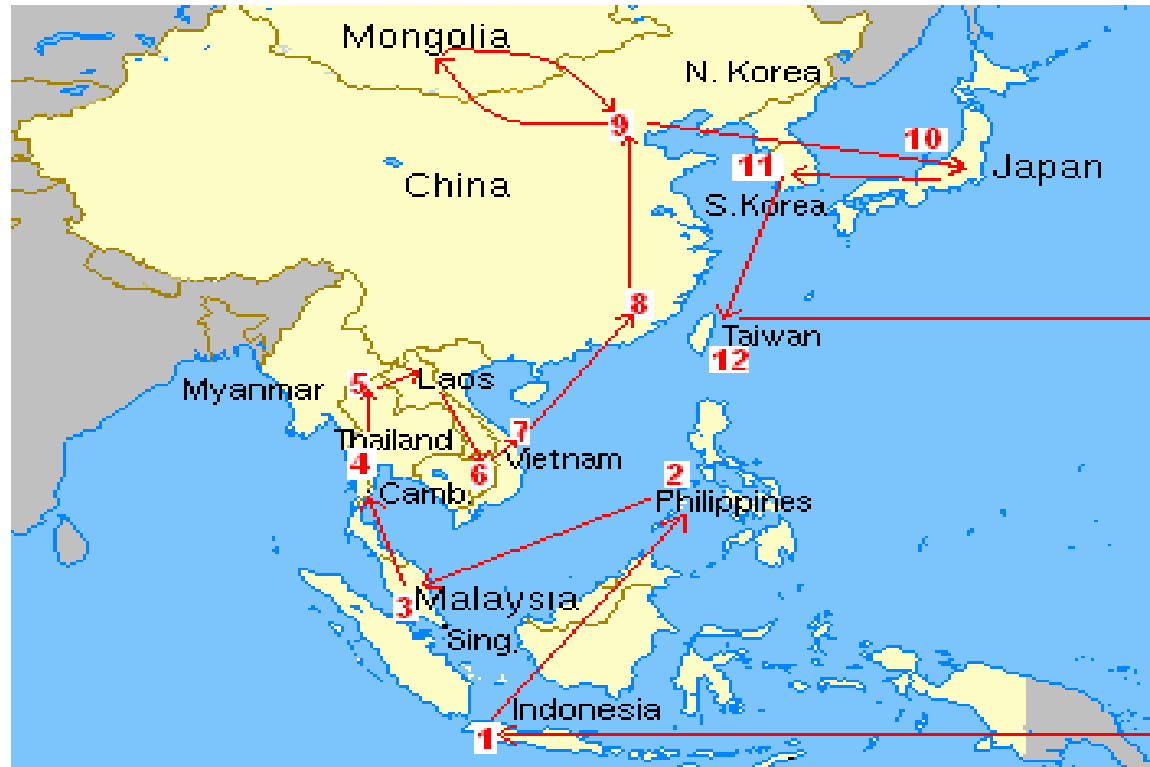 Mongolia
N. Korea
9
10
11
Japan
China
S.Korea
8
Taiwan
12
5
Laos
Myanmar
7
Thailand
4
6
Vietnam
2
Camb.
Philippines
3
Malaysia
Sing.
Indonesia
1